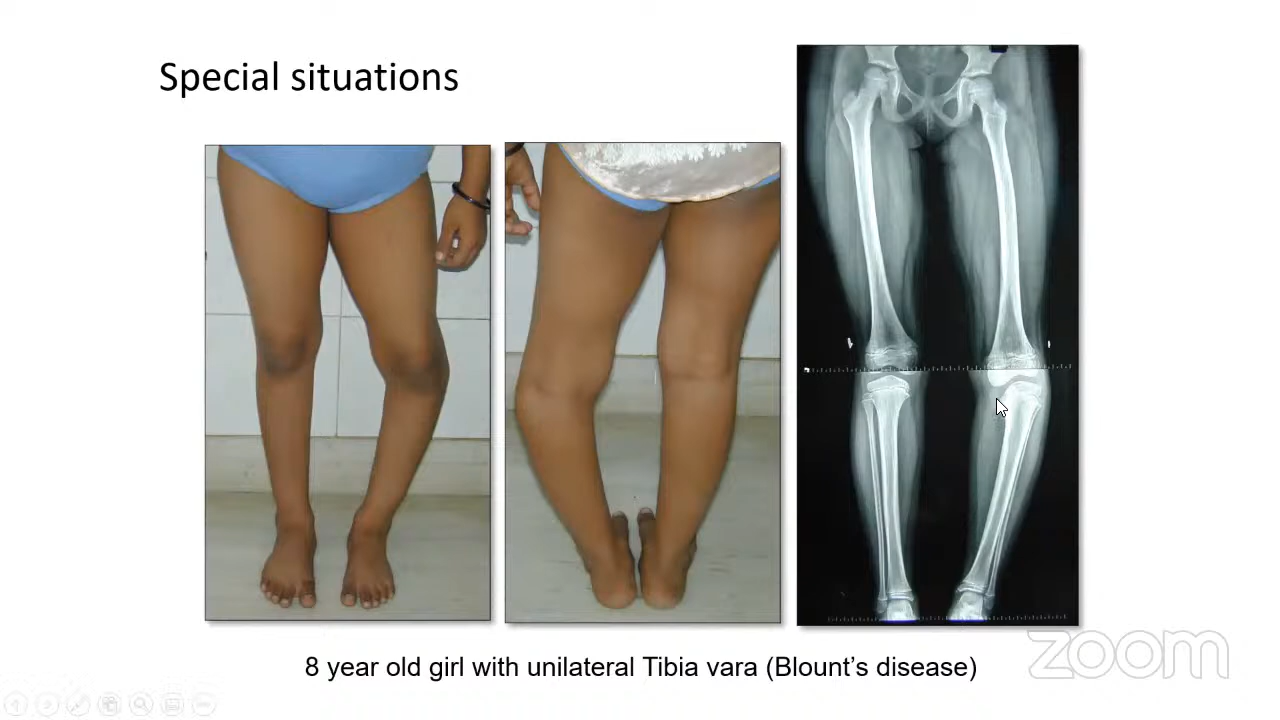 Special situations
8 year old girl with unilateral Tibia vara (Blount’s disease)
zoom